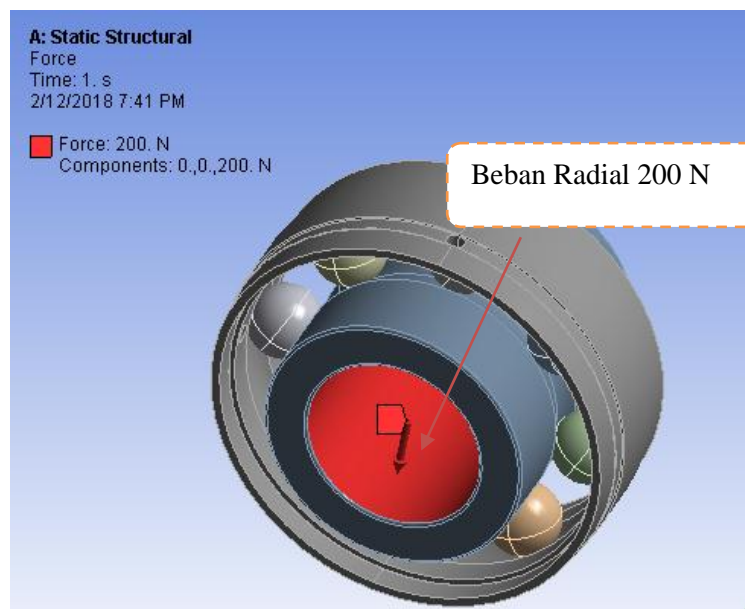 A: Static Structural
Force
Time: 1. s
2/12/2018 7:41 PM
Force: 200. N
Components: 0.,0.,200. N
Beban Radial 200 N